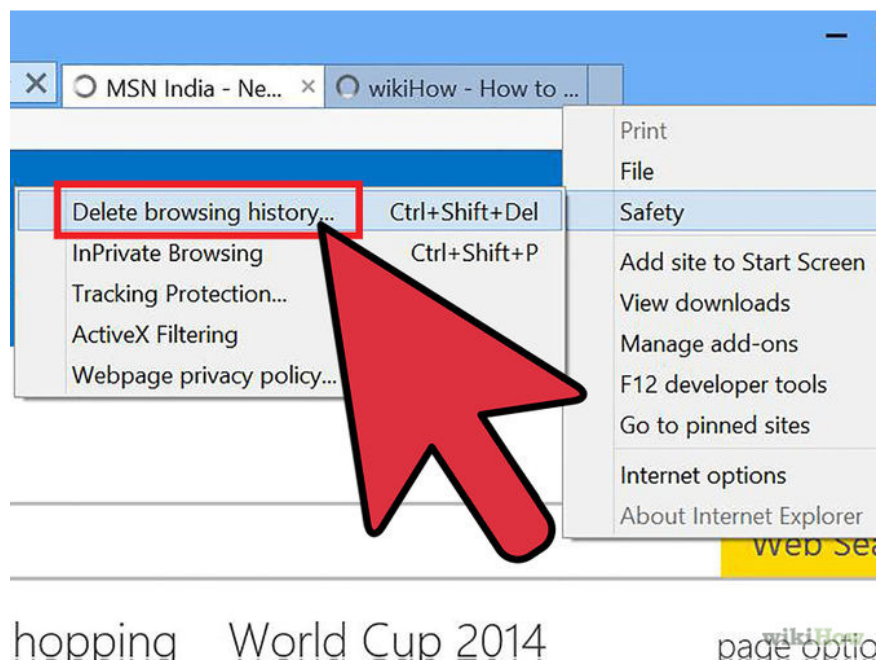 MSN India - Ne...
wikiHow - How to ...
Print
File
Safety
Add site to Start Screen
View downloads
Manage add-ons
F12 developer tools
Go to pinned sites
Internet options
About Internet Explorer
Delete browsing history... Ctrl+Shift+Del
InPrivate Browsing Ctrl+Shift+P
Tracking Protection...
ActiveX Filtering
Webpage privacy policy...
Web Sea
hopping World Cup 2014
page optio
wikiHow